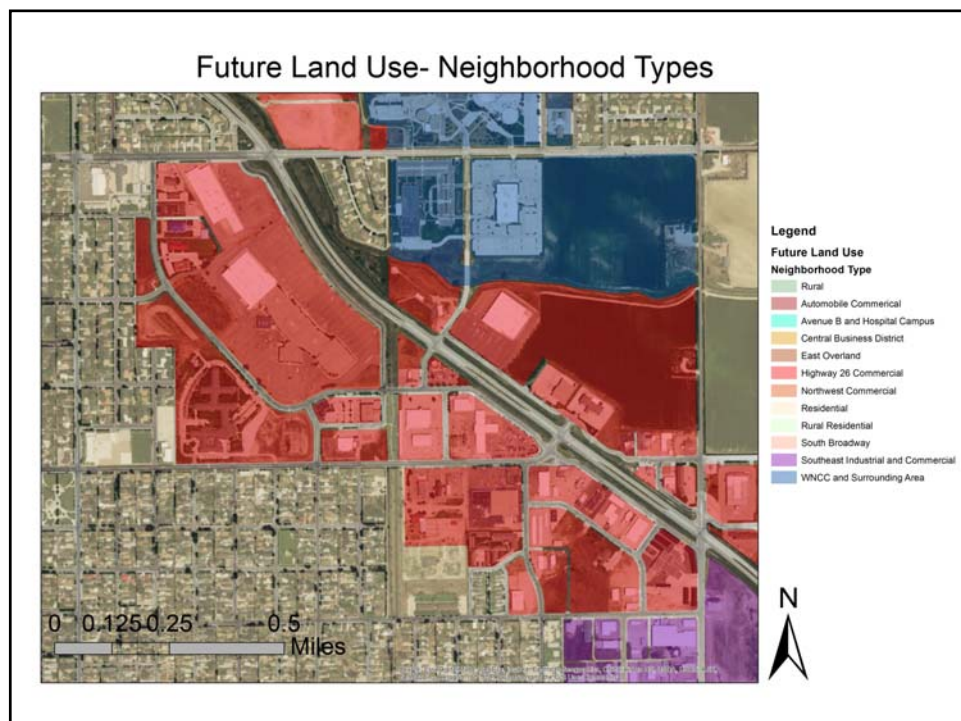 Future Land Use- Neighborhood Types
Legend
Future Land Use
Neighborhood Type
Rural
Automobile Commerical
Avenue B and Hospital Campus
Central Business District
East Overland
Highway 26 Commercial
Northwest Commercial
Residential
Rural Residential
South Broadway
Southeast Industrial and Commercial
WNCC and Surrounding Area
N
0 0.125 0.25 0.5
Miles